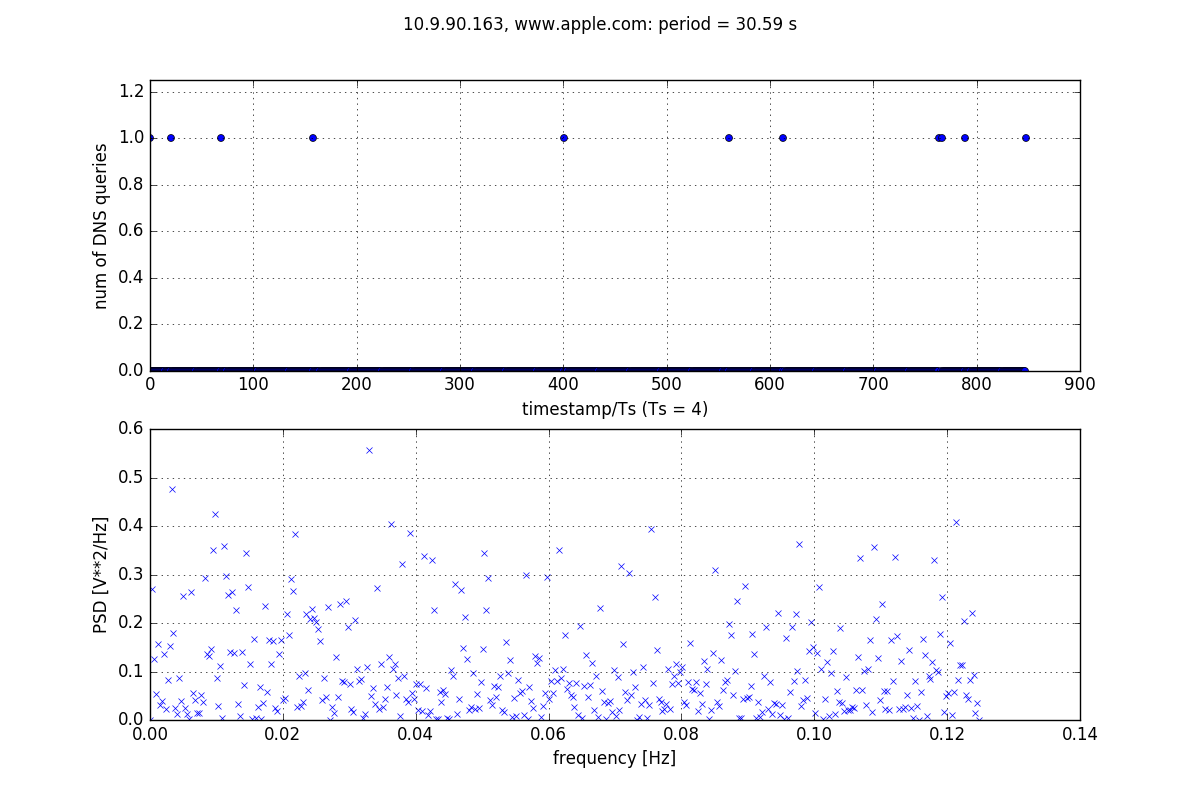 10.9.90.163, www.apple.com: period = 30.59 s
num of DNS queries
1.2
1.0
0.8
0.6
0.4
0.2
0.0
0 100 200 300 400 500 600 700 800 900
timestamp/Ts (Ts = 4)
PSD [V**2/Hz]
0.6
0.5
0.4
0.3
0.2
0.1
0.0
0.00 0.02 0.04 0.06 0.08 0.10 0.12 0.14
frequency [Hz]